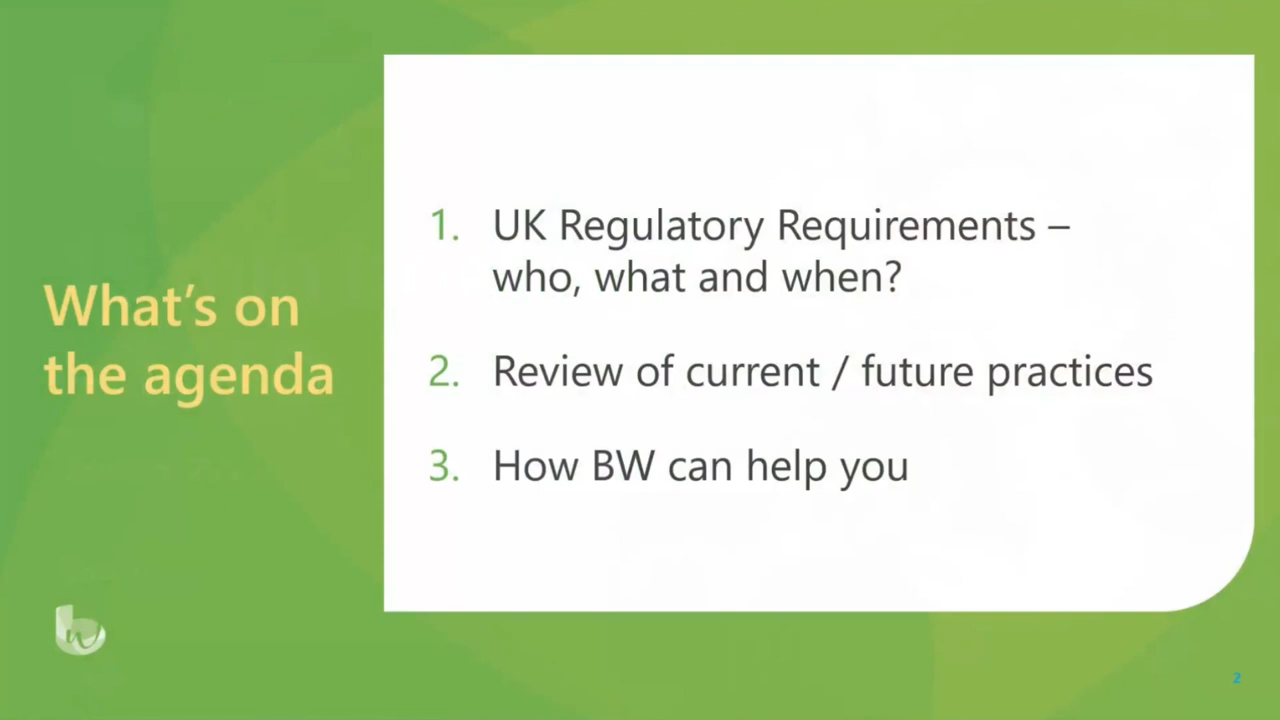 What's on
the agenda
1. UK Regulatory Requirements –
who, what and when?
2. Review of current / future practices
3. How BW can help you
bw
2